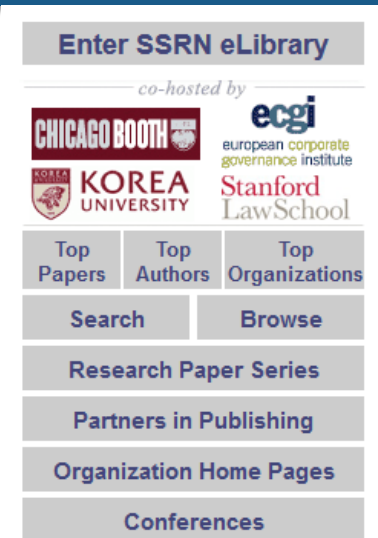 Enter SSRN eLibrary
co-hosted by
CHICAGO BOOTH
ecgi
european corporate
governance institute
KOREA
UNIVERSITY
Stanford
LawSchool
Top
Papers
Top
Authors
Top
Organizations
Search
Browse
Research Paper Series
Partners in Publishing
Organization Home Pages
Conferences